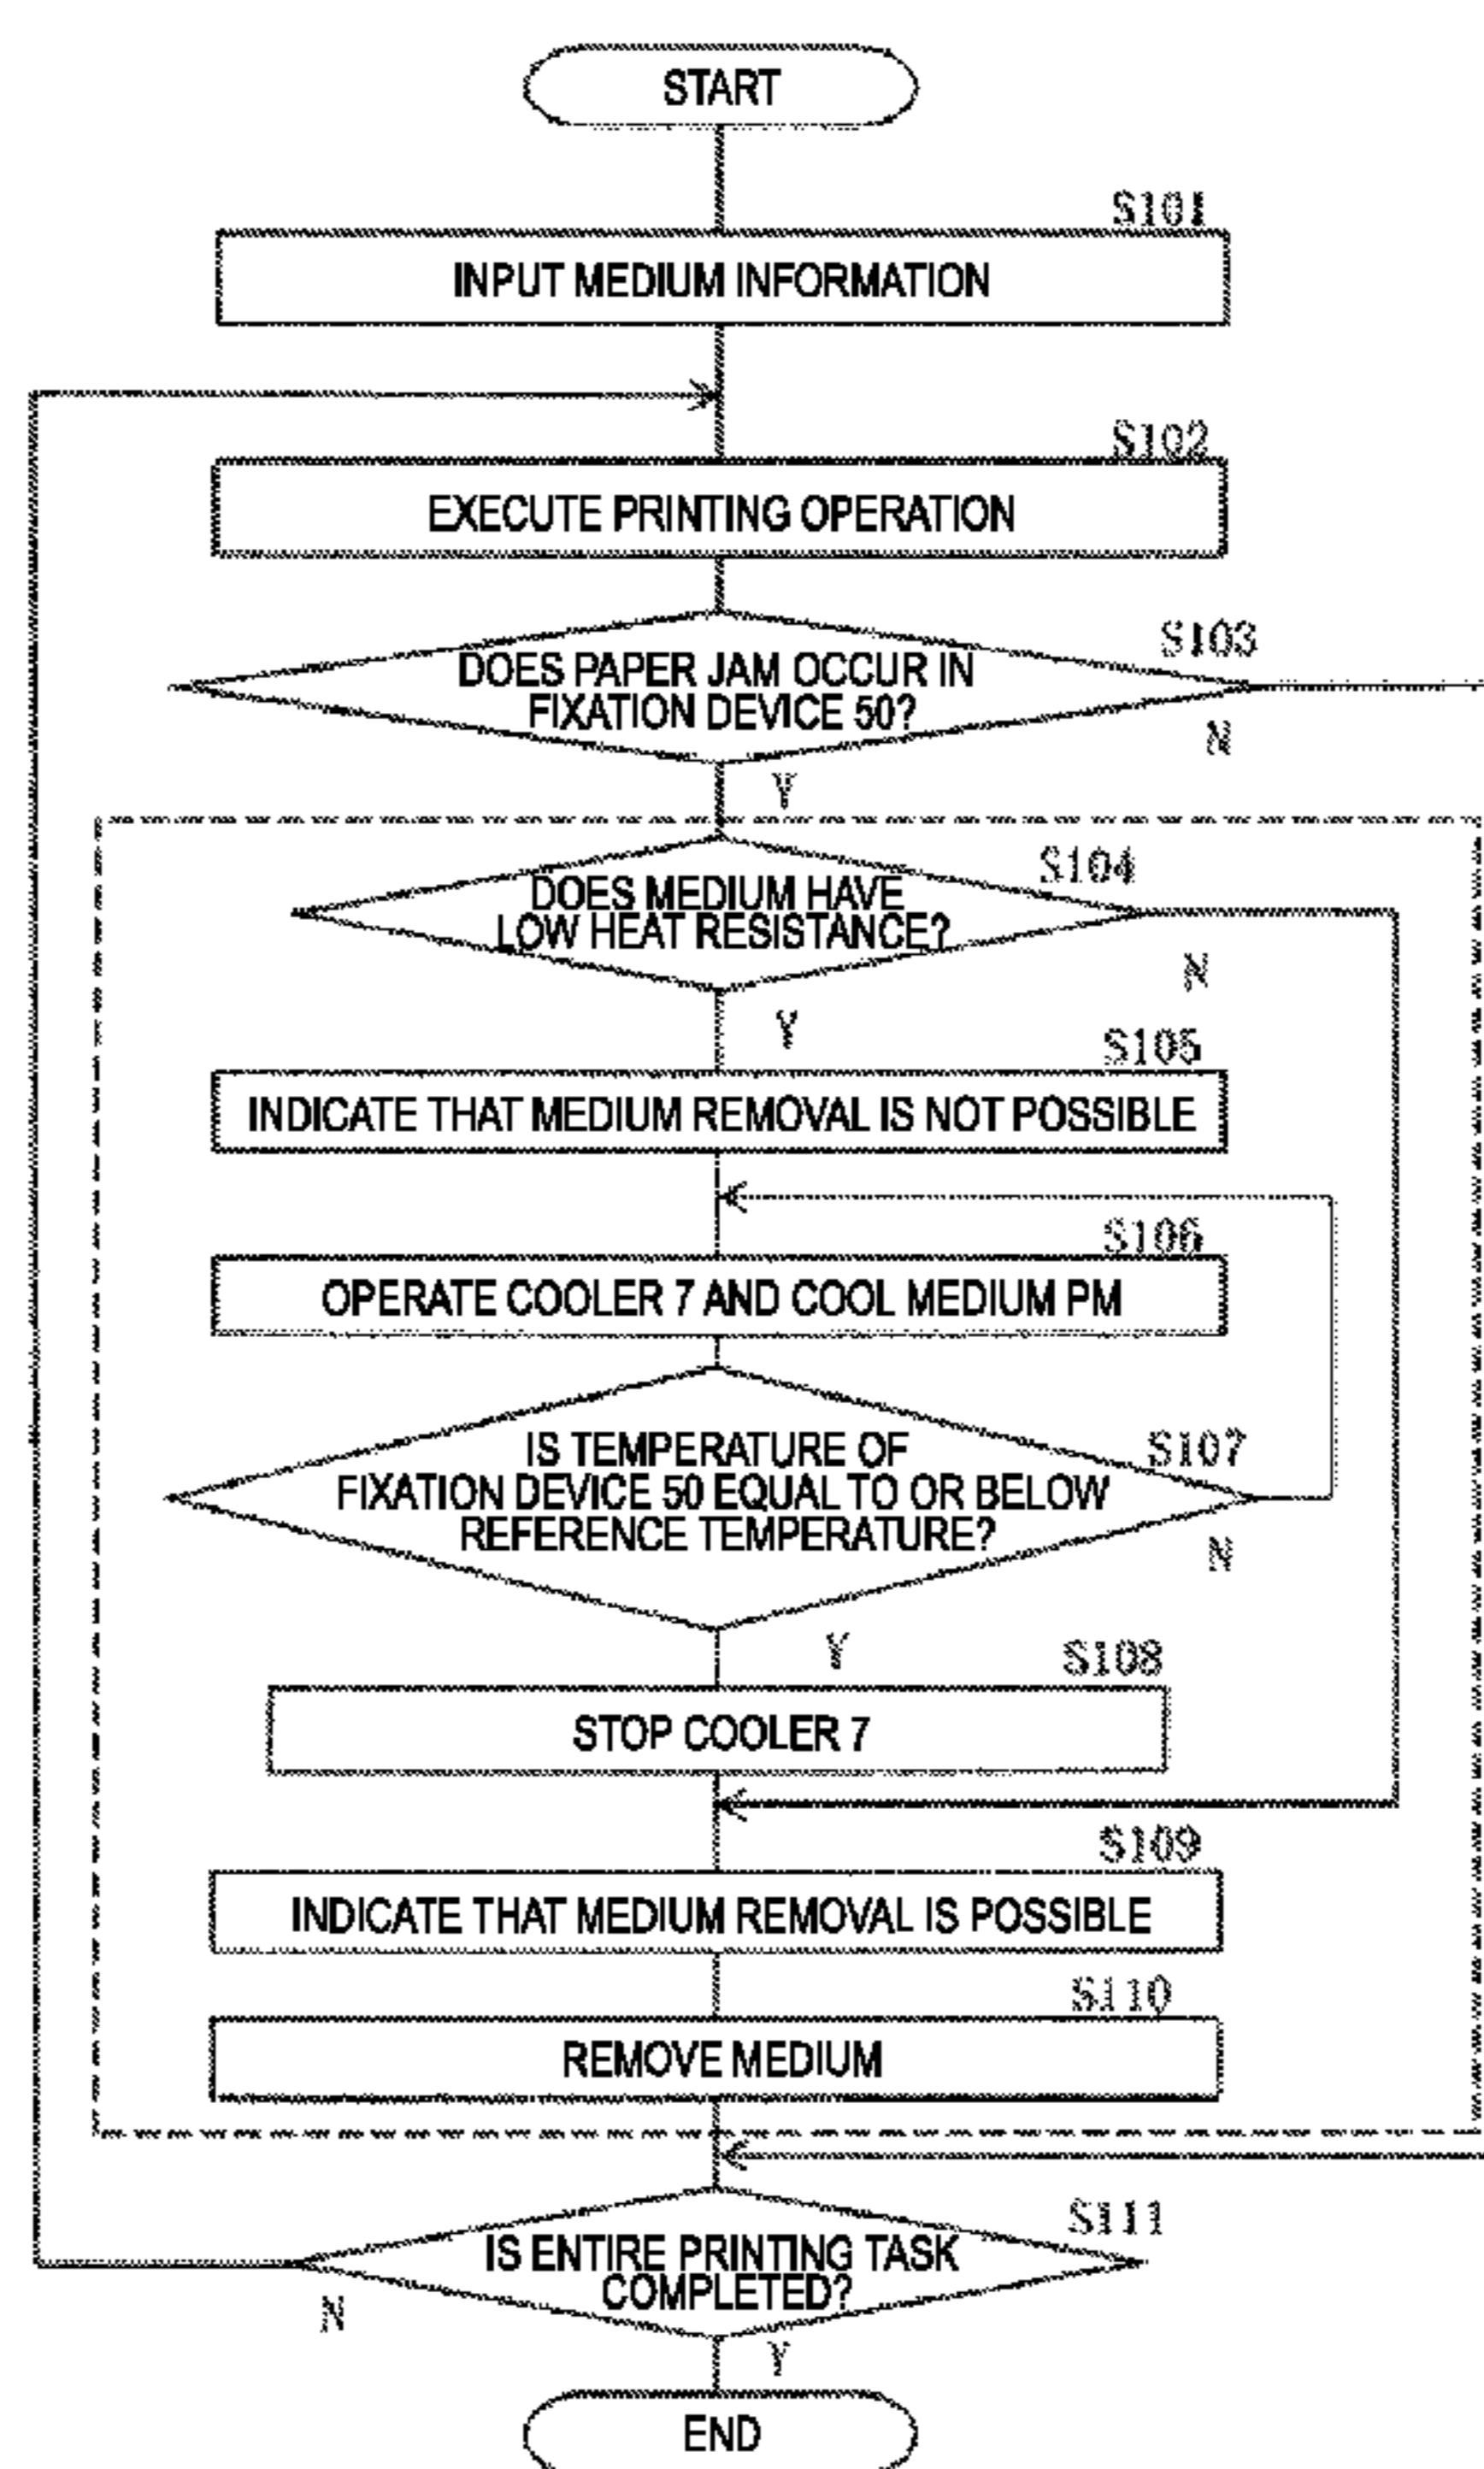 START
S101
INPUT MEDIUM INFORMATION
S102
EXECUTE PRINTING OPERATION
S103
DOES PAPER JAM OCCUR IN
FIXATION DEVICE 50?
N
Y
S104
DOES MEDIUM HAVE
LOW HEAT RESISTANCE?
N
Y
S105
INDICATE THAT MEDIUM REMOVAL IS NOT POSSIBLE
S106
OPERATE COOLER 7 AND COOL MEDIUM PM
S107
IS TEMPERATURE OF
FIXATION DEVICE 50 EQUAL TO OR BELOW
REFERENCE TEMPERATURE?
N
Y
S108
STOP COOLER 7
S109
INDICATE THAT MEDIUM REMOVAL IS POSSIBLE
S110
REMOVE MEDIUM
S111
IS ENTIRE PRINTING TASK
COMPLETED?
N
Y
END